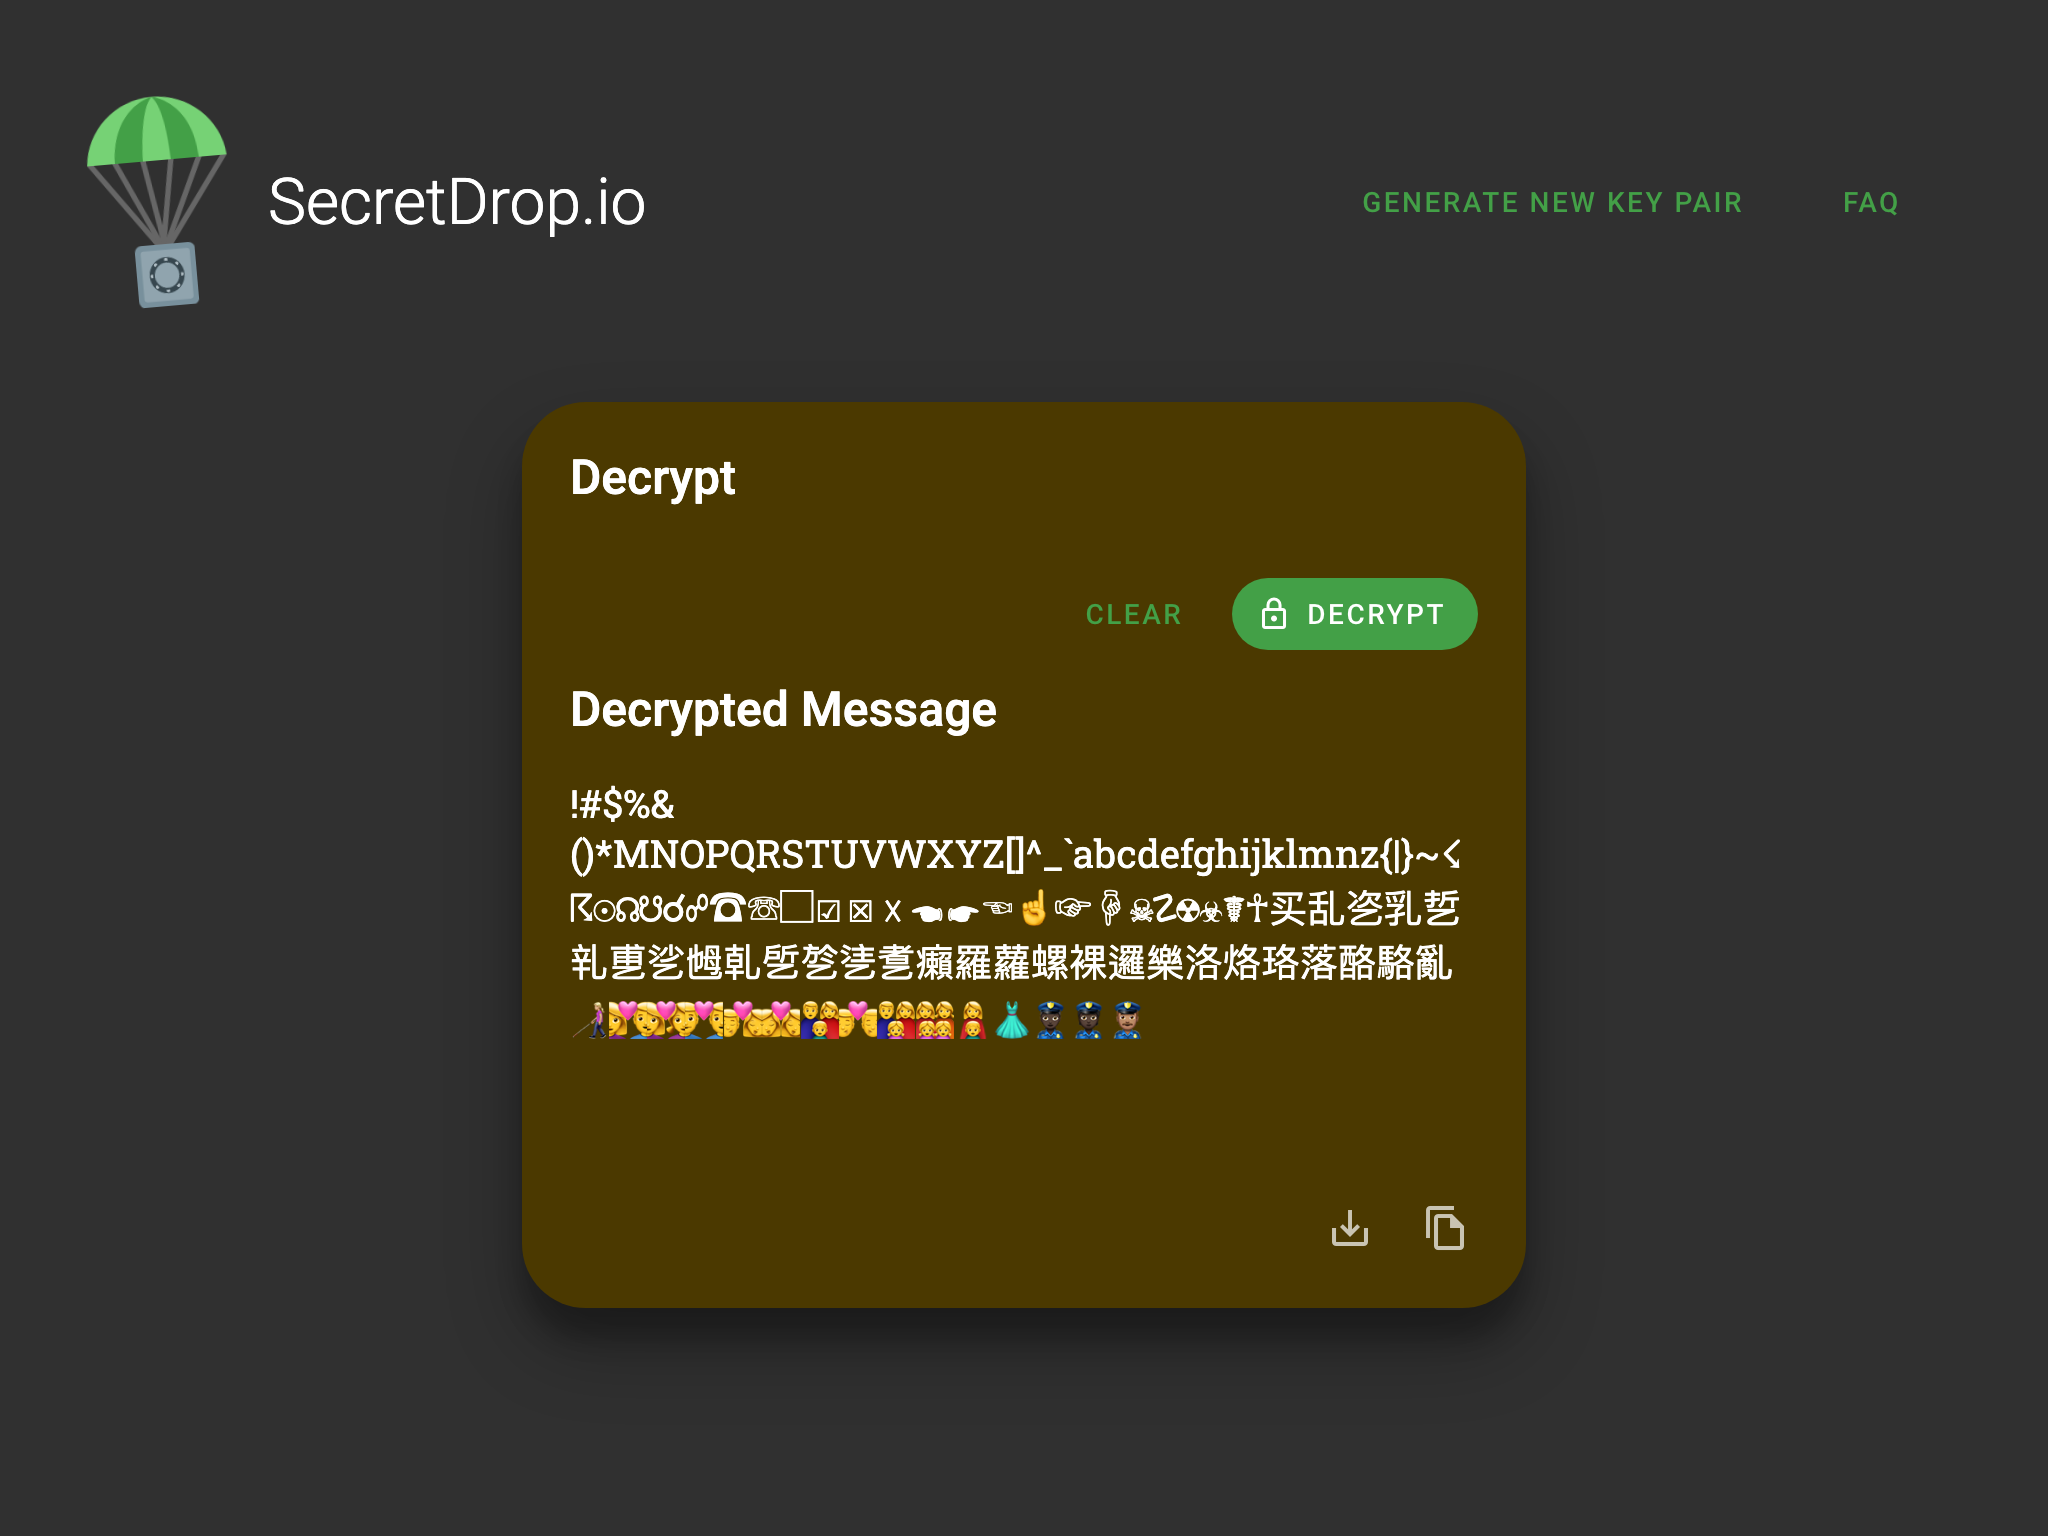 SecretDrop.io
GENERATE NEW KEY PAIR
FAQ
Decrypt
CLEAR
DECRYPT
Decrypted Message
!#$%&
()*MNOPQRSTUVWXYZ[]^_`abcdefghijklmnz{|}~☇
☈☉☊☋☌☍☎☏☐☑☒☓☚☛☜☝☞☟☠☡☢☣☤☥买乱乲乳乴
乵乶乷乸乹乺乻乼乽癩羅蘿螺裸邏樂洛烙珞落酪駱亂